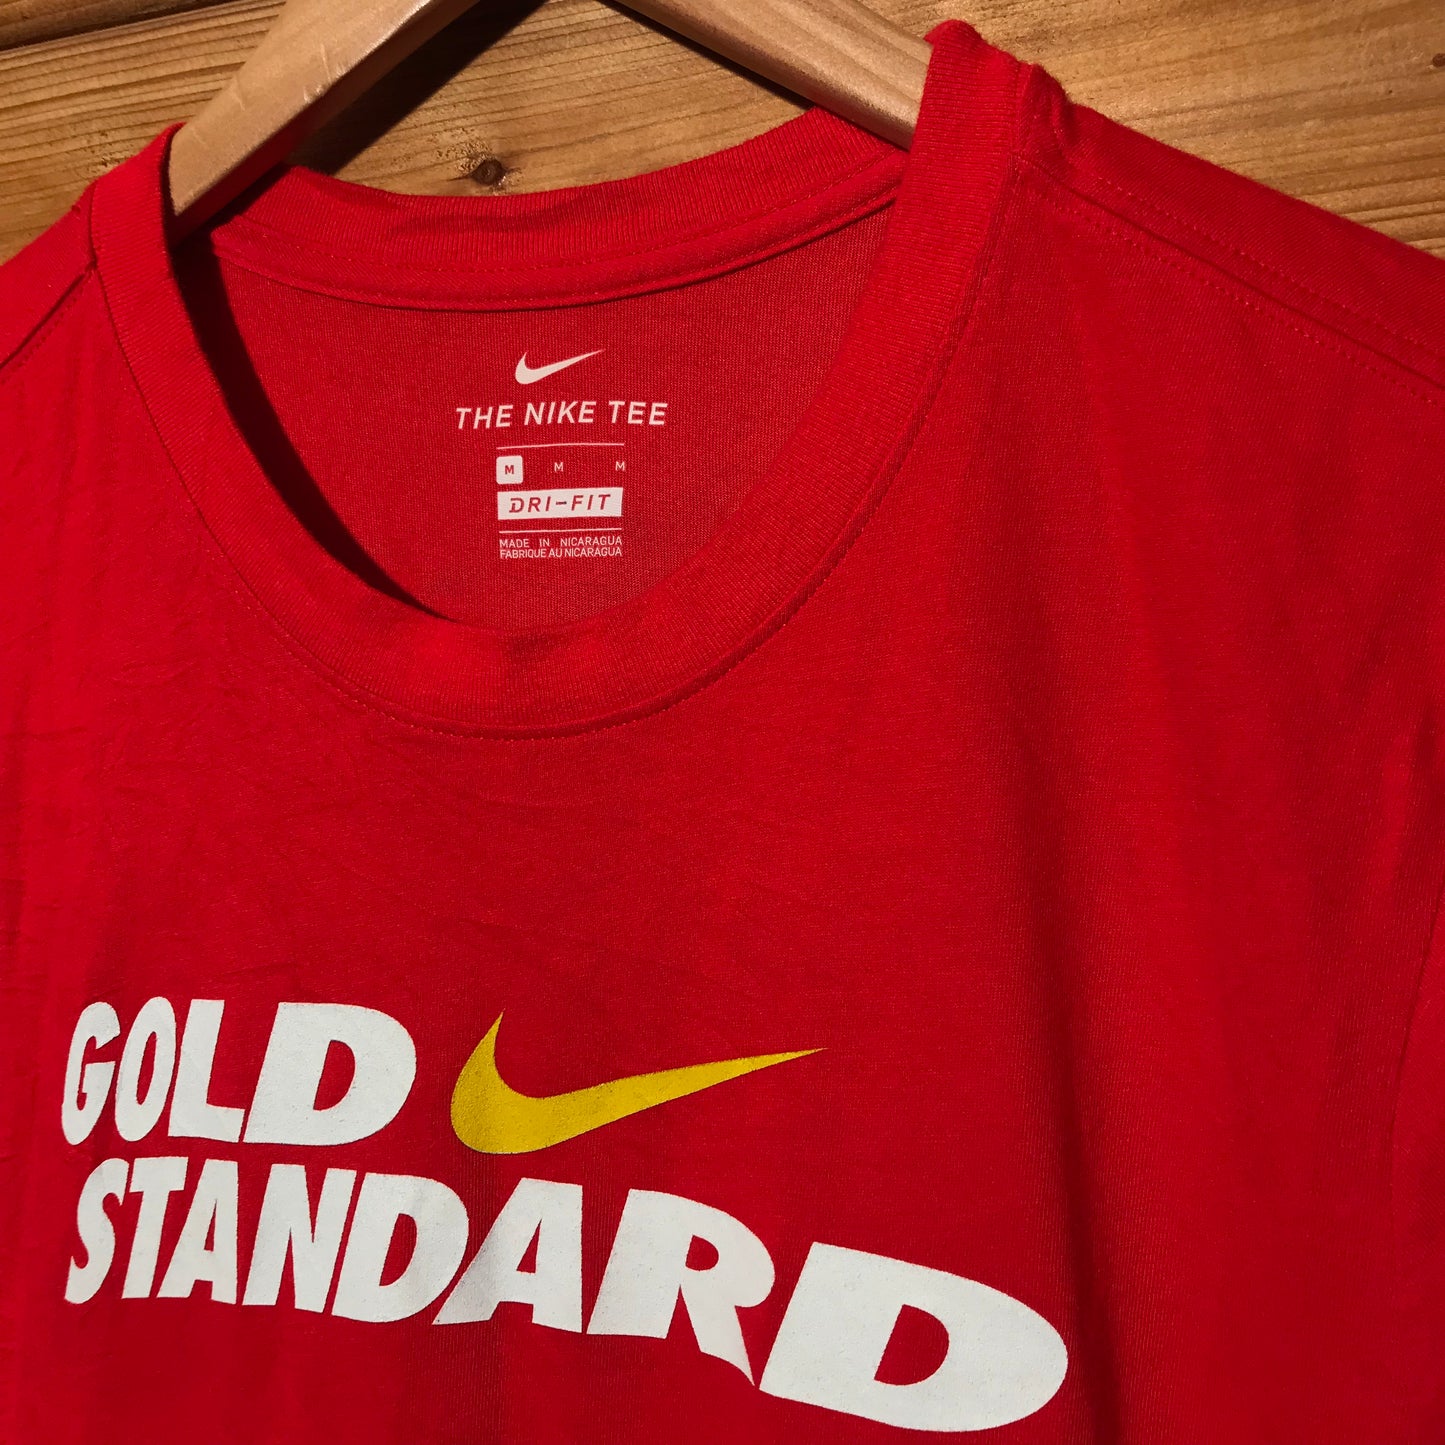 THE NIKE TEE
M M M
DRI-FIT
MADE IN NICARAGUA
FABRIQUE AU NICARAGUA
GOLD
STANDARD